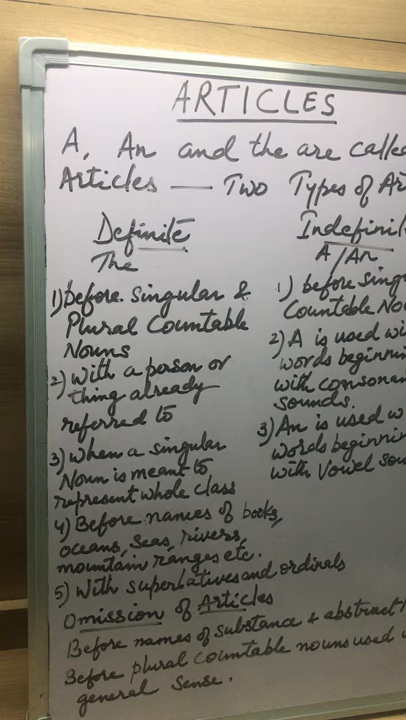 ARTICLES
A, An and the are calle
Articles — Two Types of Ar
Definite
The
1) before Singular &
Plural Countable
Nouns
2) With a person or
thing already
referred to
3) When a singular
Noun is meant to
represent whole class
4) Before names of books,
oceans, seas, rivers,
mountain ranges etc.
5) With superlatives and ordinals
Indefini
A/An
1) before Sing
Countable No
2) A is used wi
words beginnin
with consonan
sounds.
3) An is used w
words beginnin
with Vowel Sou
Omission of Articles
Before names of substance + abstract
Before plural countable nouns used
general sense.